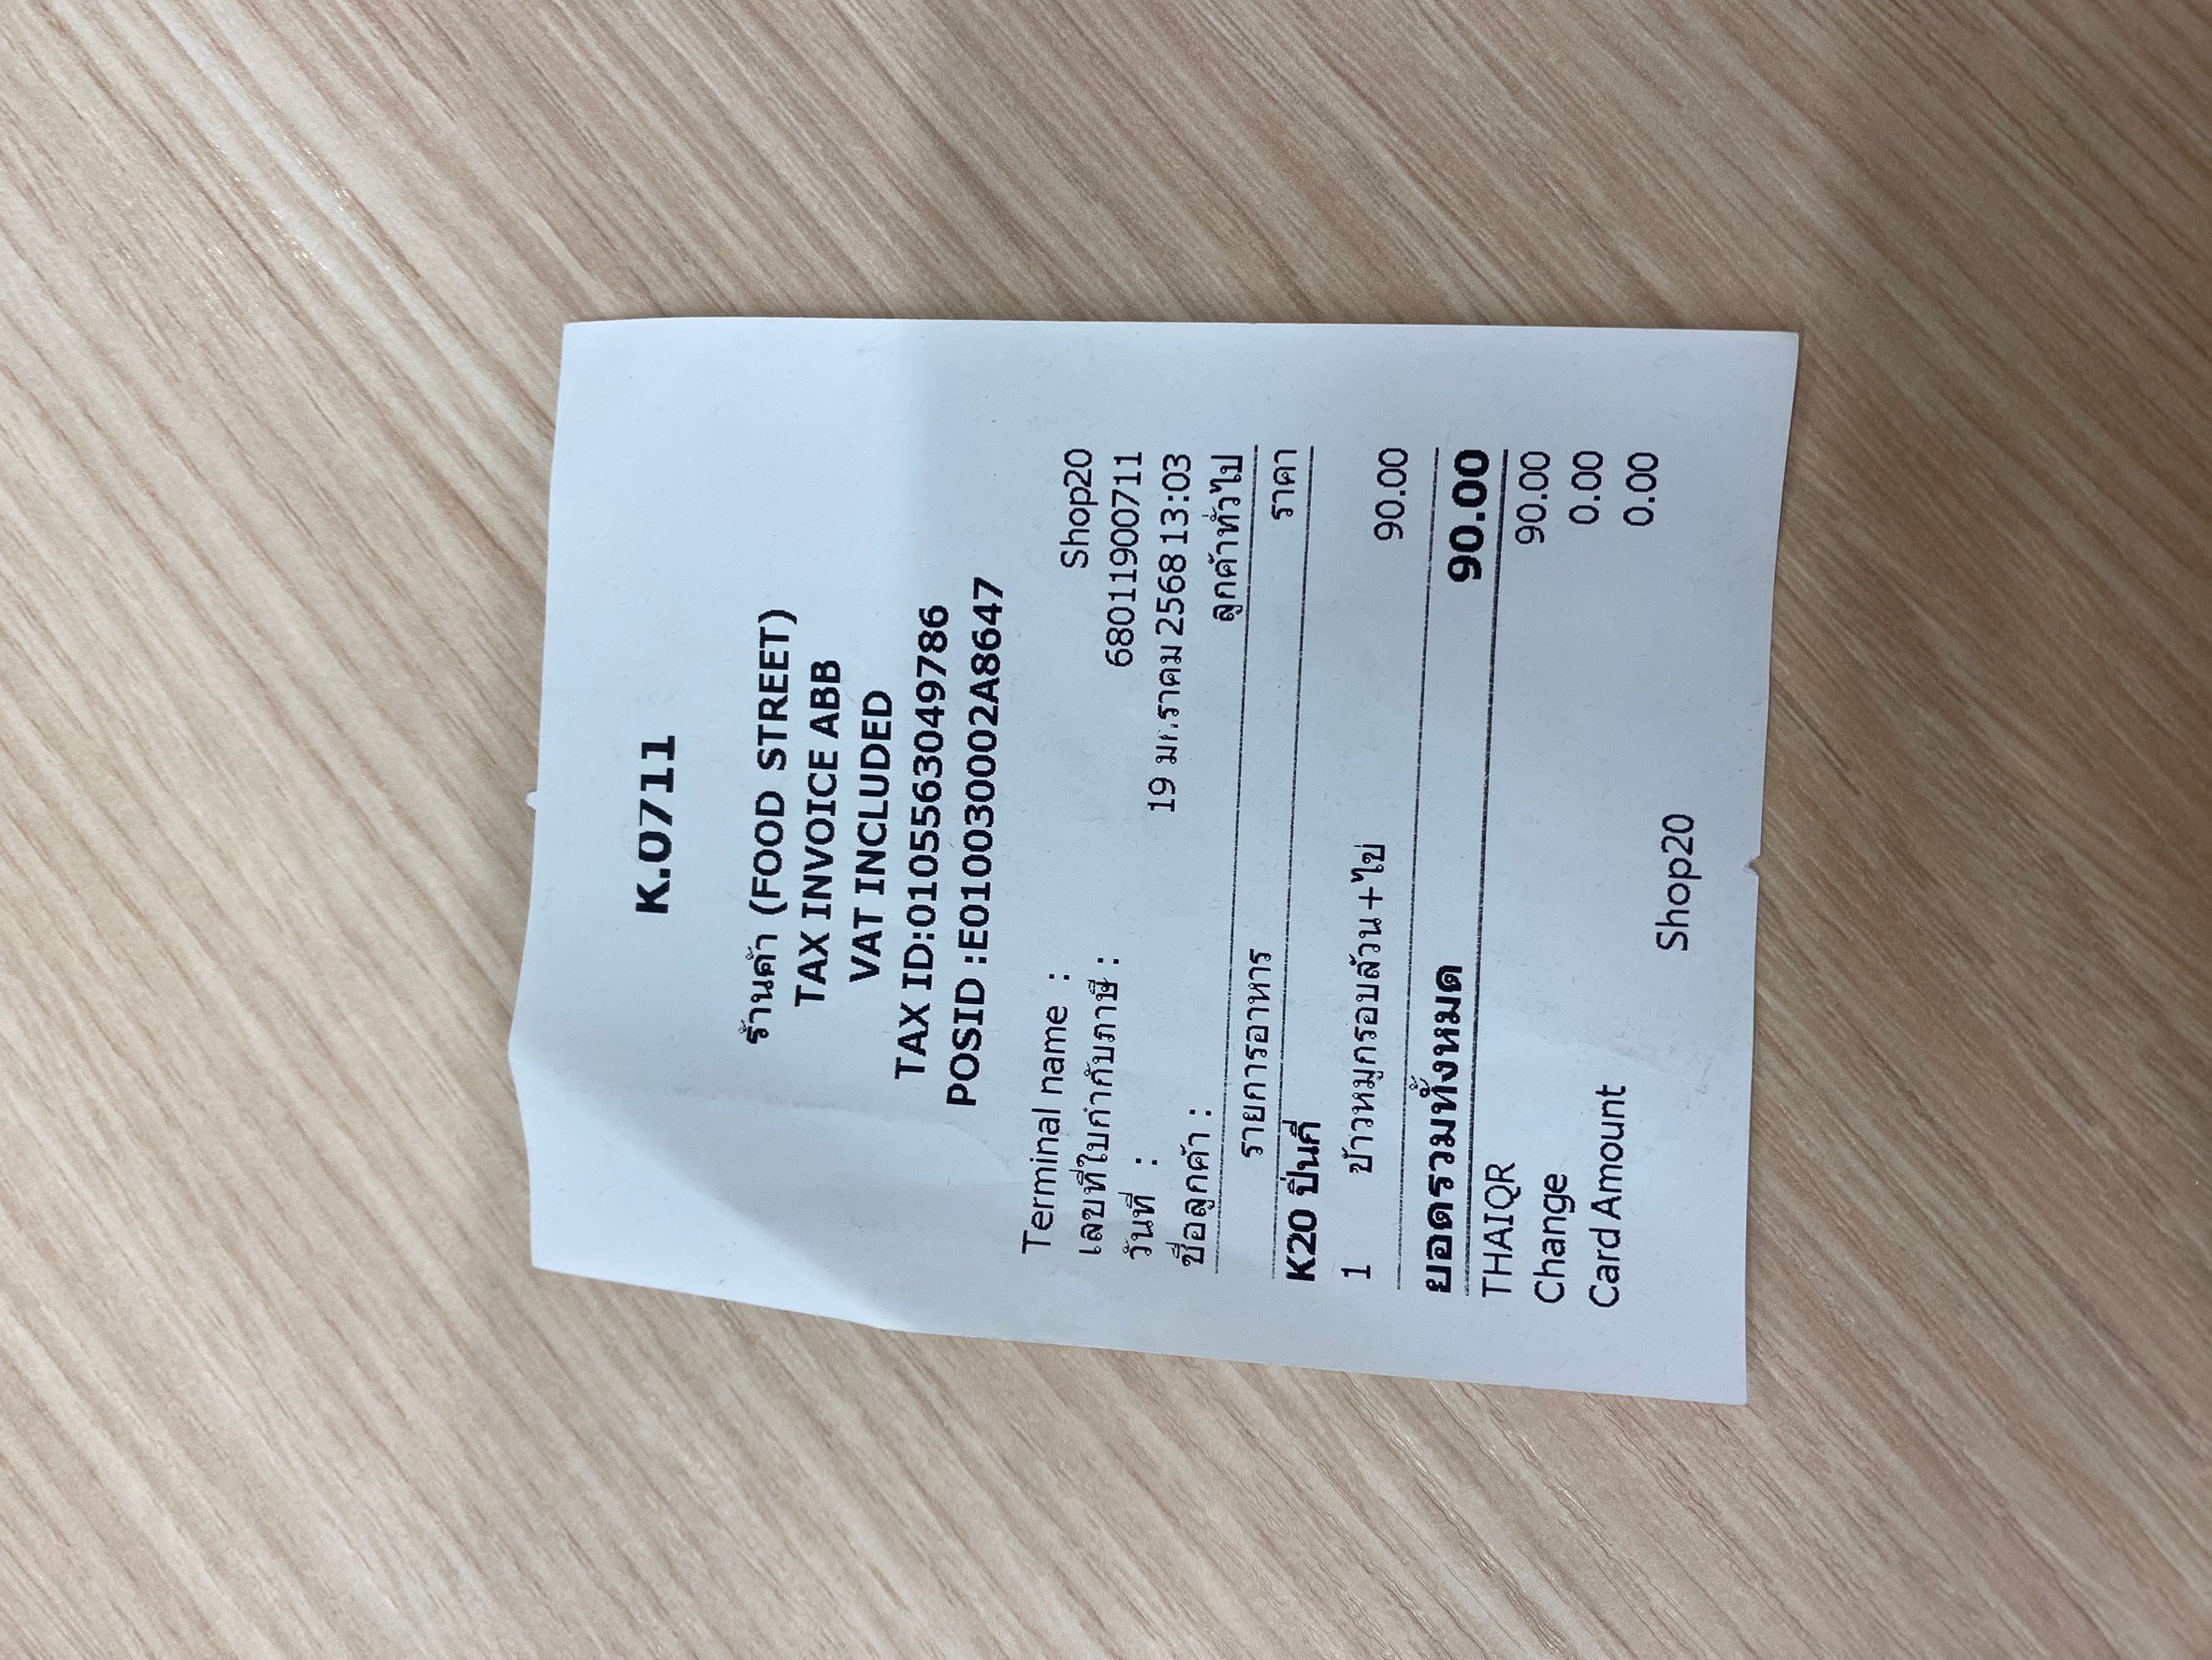 K.0711
ร้านค้า (FOOD STREET)
TAX INVOICE ABB
VAT INCLUDED
TAX ID:0105563049786
POSID :E010030002A8647
Terminal name : Shop20
เลขที่ใบกำกับภาษี : 68011900711
วันที่ : 19 มกราคม 2568 13:03
ชื่อลูกค้า : ลูกค้าทั่วไป
รายการอาหาร ราคา
K20 ปิ่นกี่
1 ข้าวหมูกรอบล้วน+ไข่ 90.00
ยอดรวมทั้งหมด 90.00
THAIQR 90.00
Change 0.00
Card Amount 0.00
Shop20